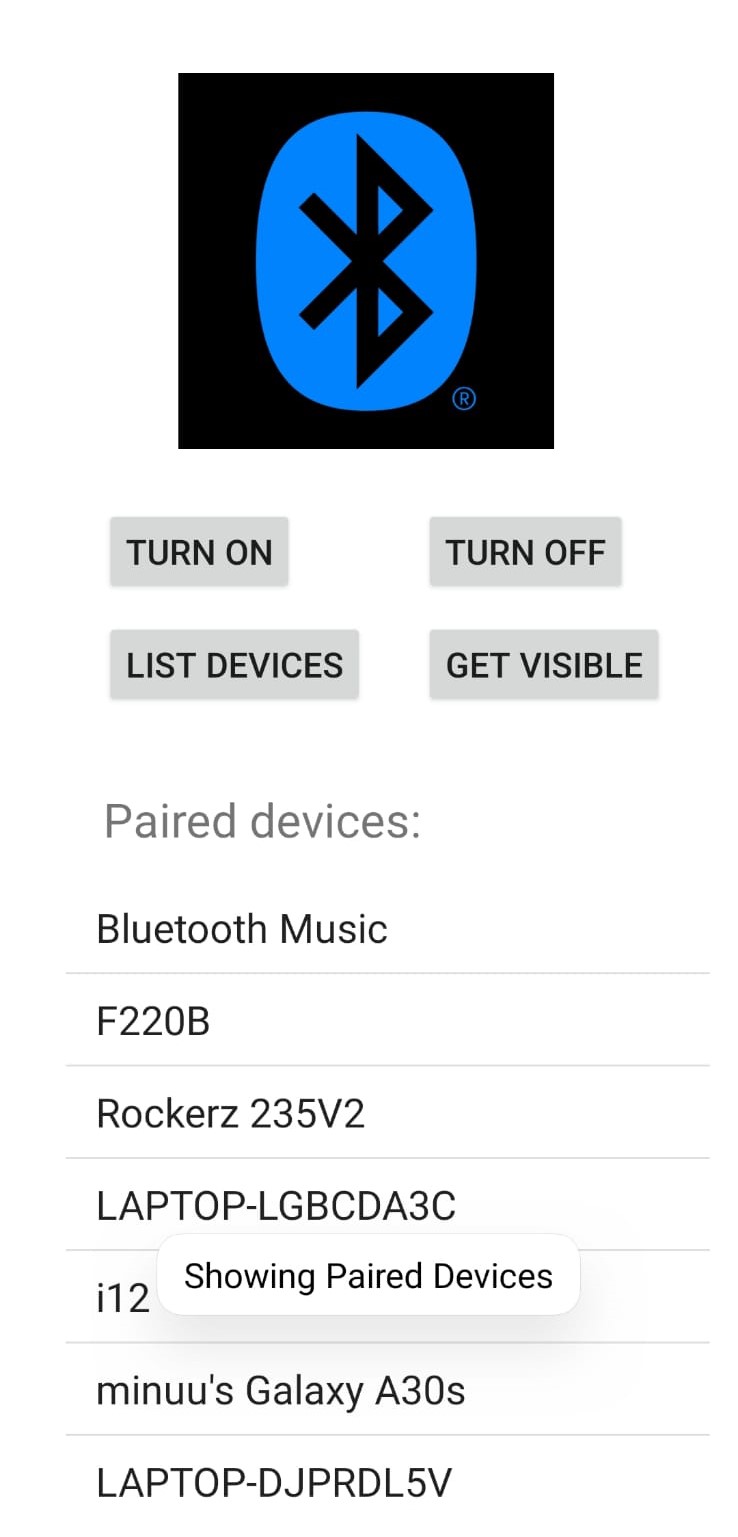 ®
TURN ON
TURN OFF
LIST DEVICES
GET VISIBLE
Paired devices:
Bluetooth Music
F220B
Rockerz 235V2
LAPTOP-LGBCDA3C
Showing Paired Devices
i12
minuu's Galaxy A30s
LAPTOP-DJPRDL5V